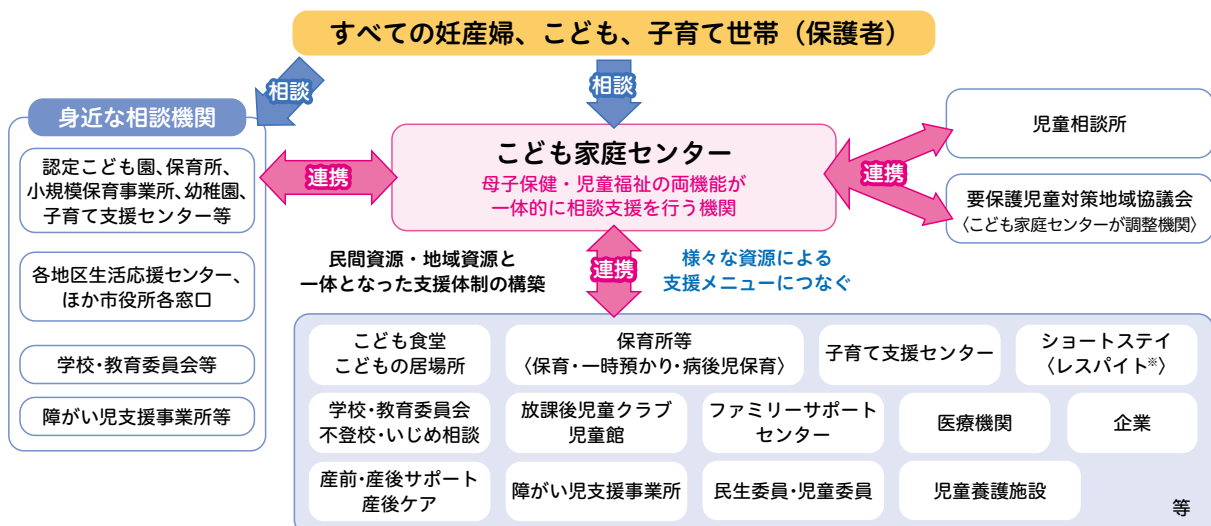 すべての妊産婦、こども、子育て世帯（保護者）
相談
相談
身近な相談機関
認定こども園、保育所、
小規模保育事業所、幼稚園、
子育て支援センター等
各地区生活応援センター、
ほか市役所各窓口
学校・教育委員会等
障がい児支援事業所等
連携
こども家庭センター
母子保健・児童福祉の両機能が
一体的に相談支援を行う機関
連携
児童相談所
要保護児童対策地域協議会
〈こども家庭センターが調整機関〉
民間資源・地域資源と
一体となった支援体制の構築
連携
様々な資源による
支援メニューにつなぐ
こども食堂
こどもの居場所
保育所等
〈保育・一時預かり・病後児保育〉
子育て支援センター
ショートステイ
〈レスパイト※〉
学校・教育委員会
不登校・いじめ相談
放課後児童クラブ
児童館
ファミリーサポート
センター
医療機関
企業
産前・産後サポート
産後ケア
障がい児支援事業所
民生委員・児童委員
児童養護施設
等